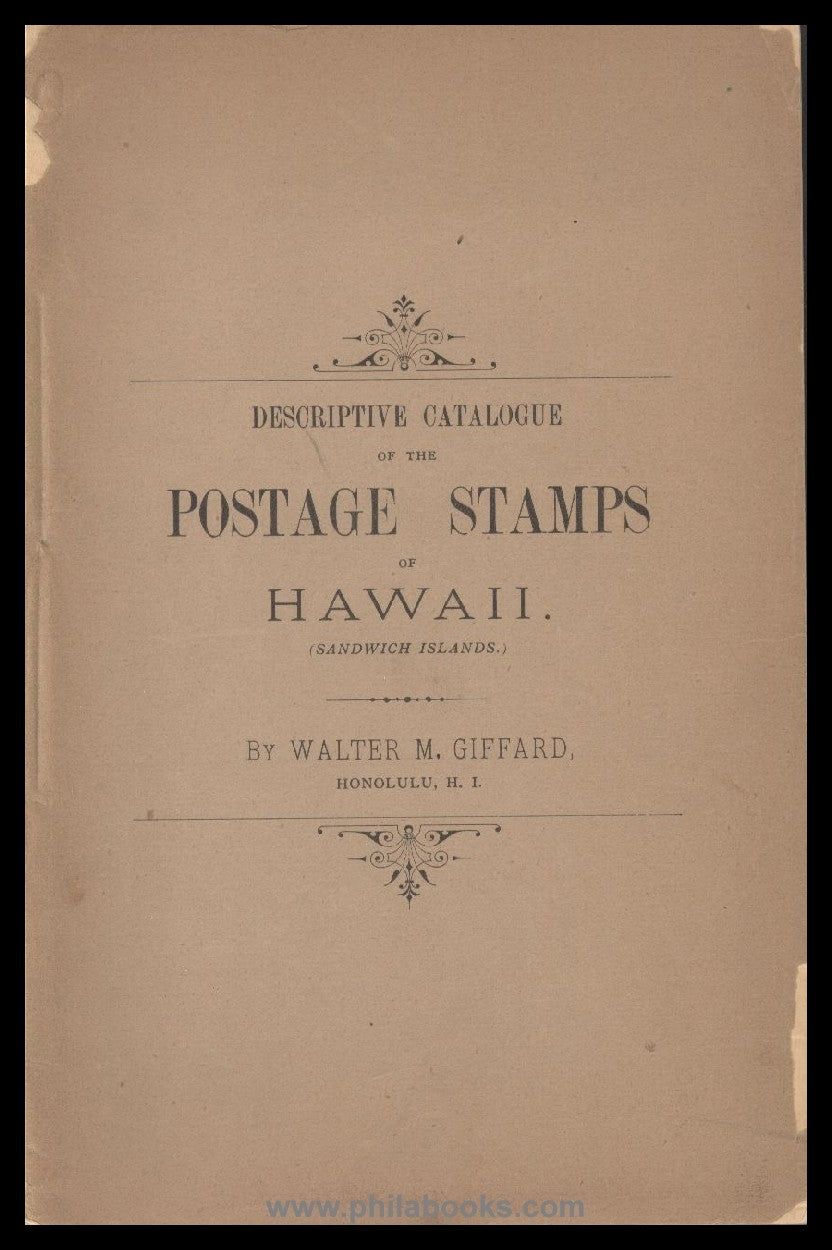 DESCRIPTIVE CATALOGUE
OF THE
POSTAGE STAMPS
OF
HAWAII.
(SANDWICH ISLANDS.)
BY WALTER M. GIFFARD,
HONOLULU, H. I.
www.philabooks.com